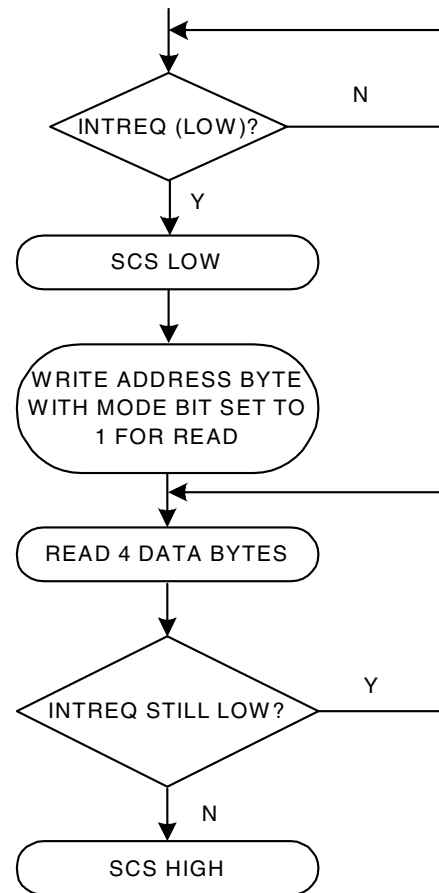 INTREQ (LOW)?
N
Y
SCS LOW
WRITE ADDRESS BYTE
WITH MODE BIT SET TO
1 FOR READ
READ 4 DATA BYTES
Y
INTREQ STILL LOW?
N
SCS HIGH